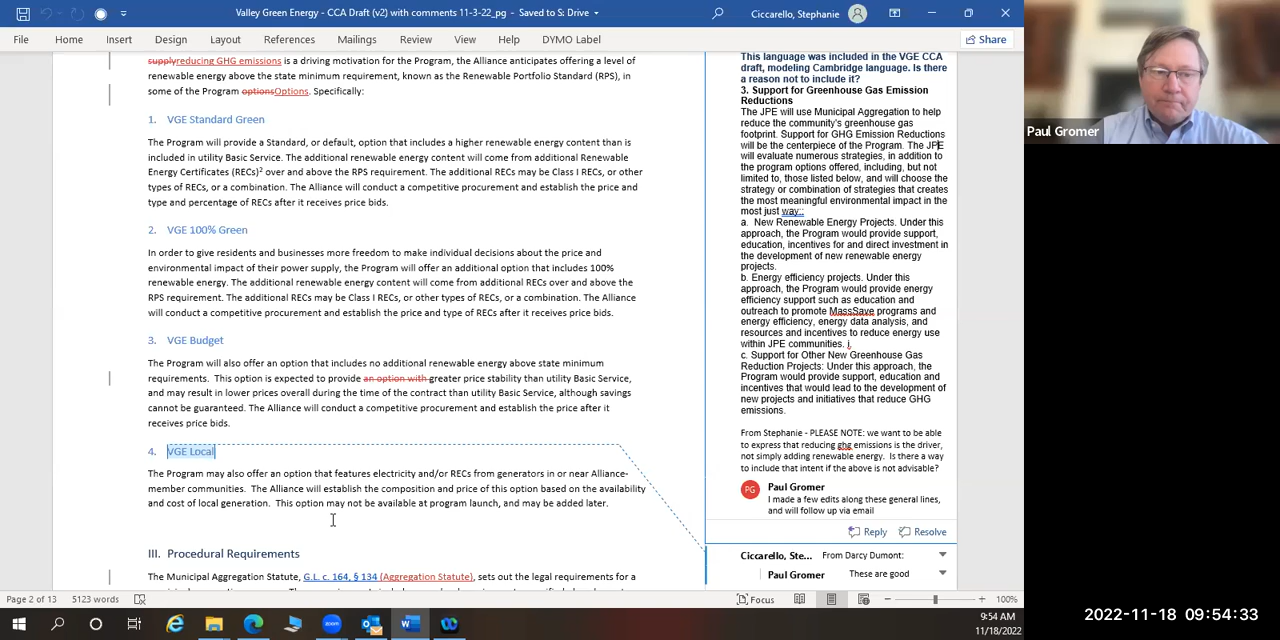 Valley Green Energy - CCA Draft (v2) with comments 11-3-22_pg - Saved to S: Drive
Ciccarello, Stephanie
File Home Insert Design Layout References Mailings Review View Help DYMO Label
Share
supplyreducing GHG emissions is a driving motivation for the Program, the Alliance anticipates offering a level of
renewable energy above the state minimum requirement, known as the Renewable Portfolio Standard (RPS), in
some of the Program optionsOptions. Specifically:
1. VGE Standard Green
The Program will provide a Standard, or default, option that includes a higher renewable energy content than is
included in utility Basic Service. The additional renewable energy content will come from additional Renewable
Energy Certificates (RECs)2 over and above the RPS requirement. The additional RECs may be Class I RECs, or other
types of RECs, or a combination. The Alliance will conduct a competitive procurement and establish the price and
type and percentage of RECs after it receives price bids.
2. VGE 100% Green
In order to give residents and businesses more freedom to make individual decisions about the price and
environmental impact of their power supply, the Program will offer an additional option that includes 100%
renewable energy. The additional renewable energy content will come from additional RECs over and above the
RPS requirement. The additional RECs may be Class I RECs, or other types of RECs, or a combination. The Alliance
will conduct a competitive procurement and establish the price and type of RECs after it receives price bids.
3. VGE Budget
The Program will also offer an option that includes no additional renewable energy above state minimum
requirements. This option is expected to provide an option with greater price stability than utility Basic Service,
and may result in lower prices overall during the time of the contract than utility Basic Service, although savings
cannot be guaranteed. The Alliance will conduct a competitive procurement and establish the price after it
receives price bids.
4. VGE Local
The Program may also offer an option that features electricity and/or RECs from generators in or near Alliance-
member communities. The Alliance will establish the composition and price of this option based on the availability
and cost of local generation. This option may not be available at program launch, and may be added later.
III. Procedural Requirements
The Municipal Aggregation Statute, G.L. c. 164, § 134 (Aggregation Statute), sets out the legal requirements for a
This language was included in the VGE CCA
draft, modeling Cambridge language. Is there
a reason not to include it?
3. Support for Greenhouse Gas Emission
Reductions
The JPE will use Municipal Aggregation to help
reduce the community's greenhouse gas
footprint. Support for GHG Emission Reductions
will be the centerpiece of the Program. The JPE
will evaluate numerous strategies, in addition to
the program options offered, including, but not
limited to, those listed below, and will choose the
strategy or combination of strategies that creates
the most meaningful environmental impact in the
most just way::
a. New Renewable Energy Projects. Under this
approach, the Program would provide support,
education, incentives for and direct investment in
the development of new renewable energy
projects.
b. Energy efficiency projects. Under this
approach, the Program would provide energy
efficiency support such as education and
outreach to promote MassSave programs and
energy efficiency, energy data analysis, and
resources and incentives to reduce energy use
within JPE communities. i.
c. Support for Other New Greenhouse Gas
Reduction Projects: Under this approach, the
Program would provide support, education and
incentives that would lead to the development of
new projects and initiatives that reduce GHG
emissions.
From Stephanie - PLEASE NOTE: we want to be able
to express that reducing ghg emissions is the driver,
not simply adding renewable energy. Is there a way
to include that intent if the above is not advisable?
PG Paul Gromer
I made a few edits along these general lines,
and will follow up via email
Reply Resolve
Ciccarello, Ste... From Darcy Dumont:
Paul Gromer These are good
Paul Gromer
Page 2 of 13 5123 words
Focus 100%
9:54 AM
11/18/2022
2022-11-18 09:54:33